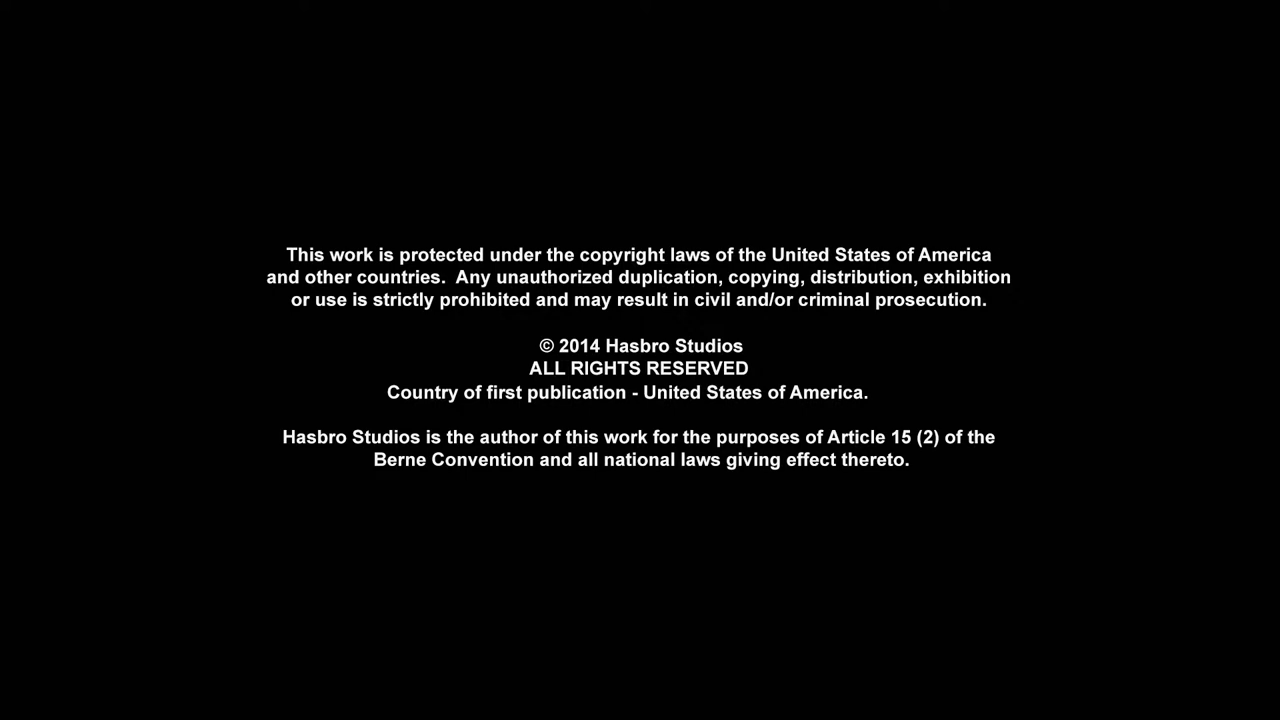 This work is protected under the copyright laws of the United States of America
and other countries.  Any unauthorized duplication, copying, distribution, exhibition
or use is strictly prohibited and may result in civil and/or criminal prosecution.
© 2014 Hasbro Studios
ALL RIGHTS RESERVED
Country of first publication - United States of America.
Hasbro Studios is the author of this work for the purposes of Article 15 (2) of the
Berne Convention and all national laws giving effect thereto.